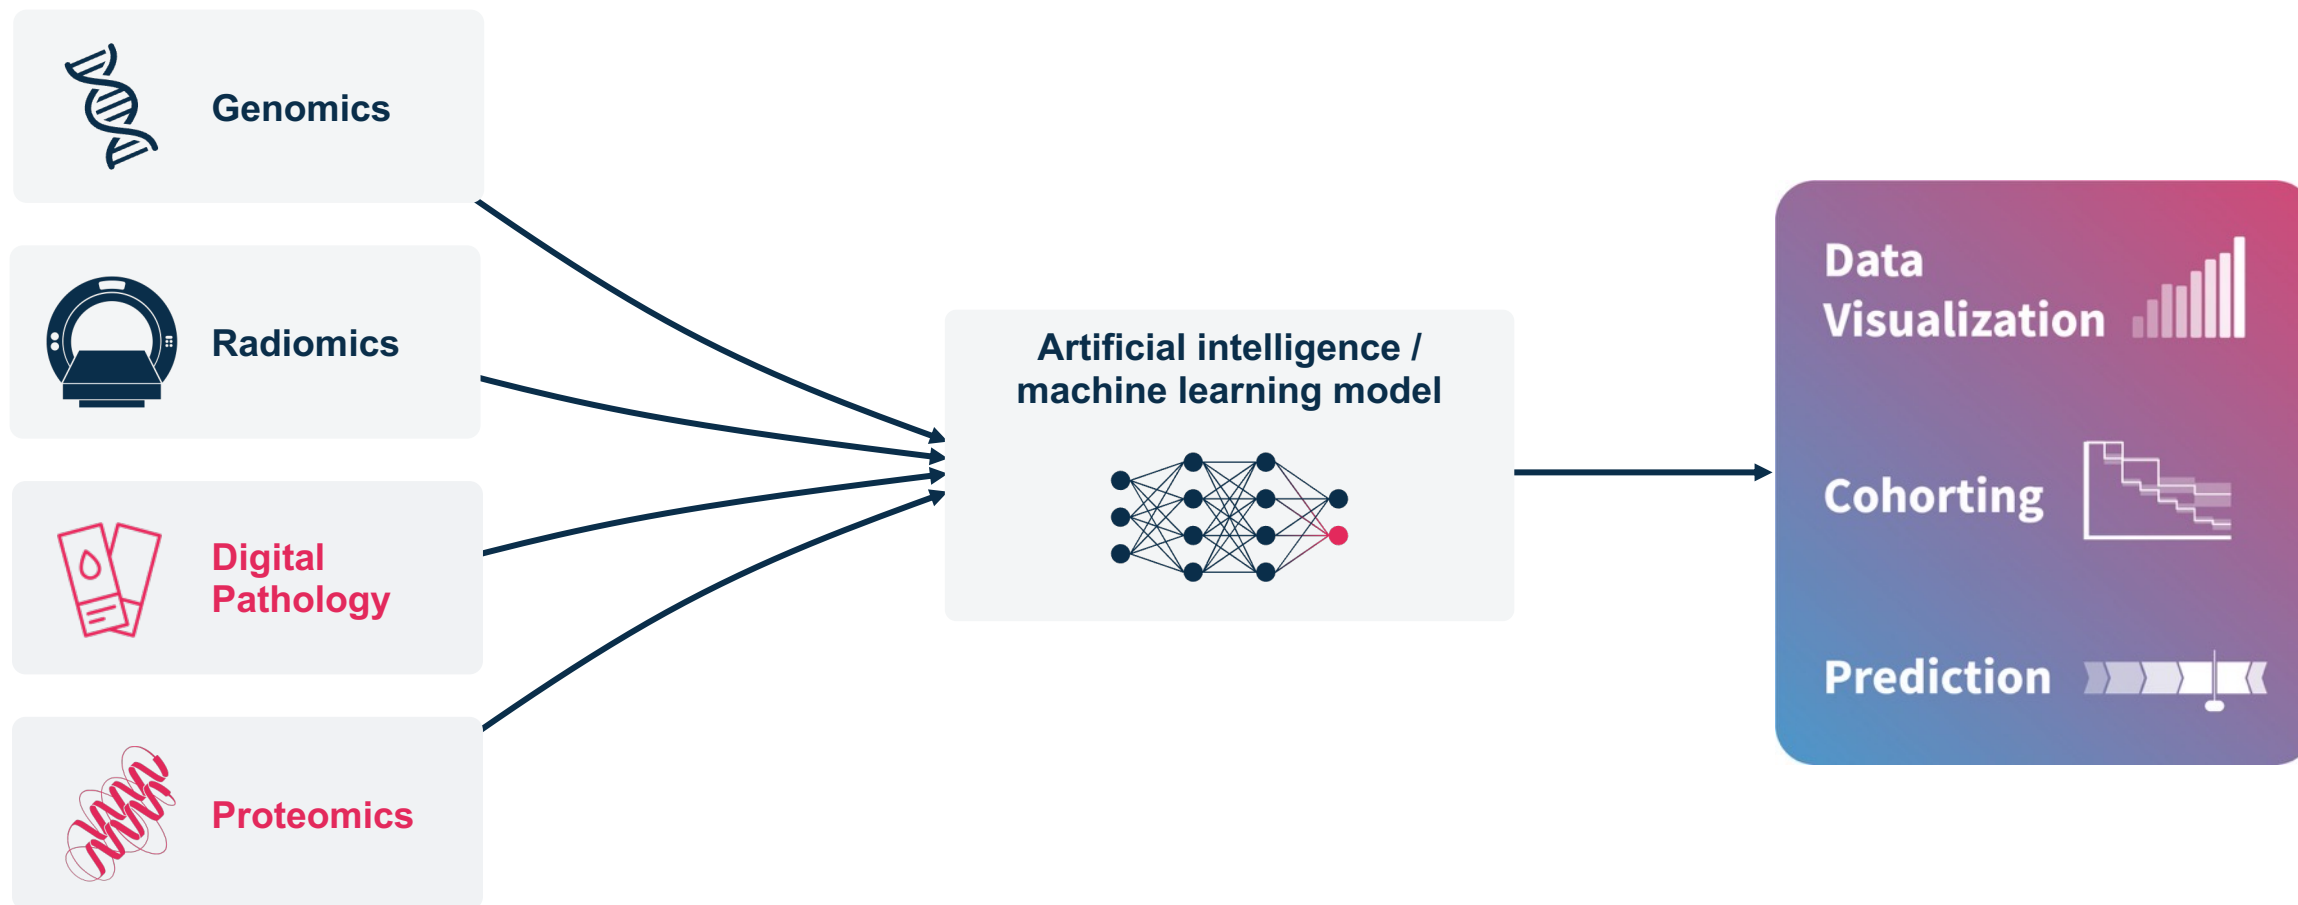 Genomics
Radiomics
Digital
Pathology
Proteomics
Artificial intelligence /
machine learning model
Data
Visualization
Cohorting
Prediction